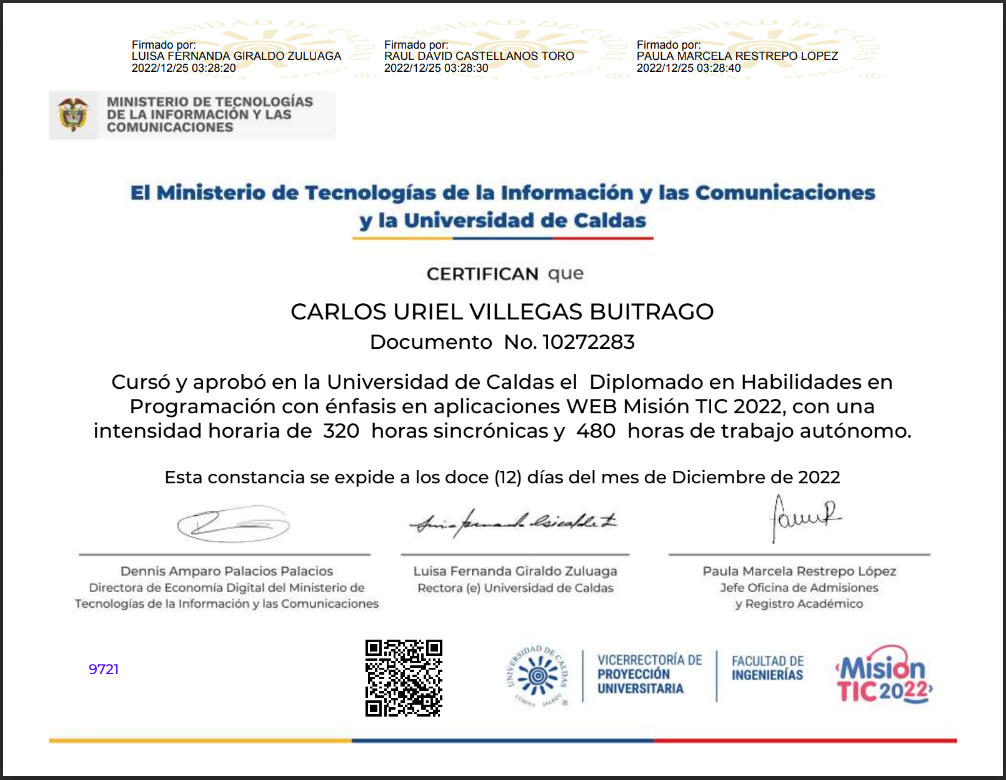 Firmado por:
LUISA FERNANDA GIRALDO ZULUAGA
2022/12/25 03:28:20
Firmado por:
RAUL DAVID CASTELLANOS TORO
2022/12/25 03:28:30
Firmado por:
PAULA MARCELA RESTREPO LOPEZ
2022/12/25 03:28:40
MINISTERIO DE TECNOLOGÍAS
DE LA INFORMACIÓN Y LAS
COMUNICACIONES
El Ministerio de Tecnologías de la Información y las Comunicaciones
y la Universidad de Caldas
CERTIFICAN que
CARLOS URIEL VILLEGAS BUITRAGO
Documento No. 10272283
Cursó y aprobó en la Universidad de Caldas el Diplomado en Habilidades en
Programación con énfasis en aplicaciones WEB Misión TIC 2022, con una
intensidad horaria de 320 horas sincrónicas y 480 horas de trabajo autónomo.
Esta constancia se expide a los doce (12) días del mes de Diciembre de 2022
Dennis Amparo Palacios Palacios
Directora de Economía Digital del Ministerio de
Tecnologías de la Información y las Comunicaciones
Luisa Fernanda Giraldo Zuluaga
Rectora (e) Universidad de Caldas
Paula Marcela Restrepo López
Jefe Oficina de Admisiones
y Registro Académico
9721
UNIVERSIDAD DE CALDAS
LUMINA SPARGO
VICERRECTORÍA DE
PROYECCIÓN
UNIVERSITARIA
FACULTAD DE
INGENIERÍAS
Misión
TIC 2022